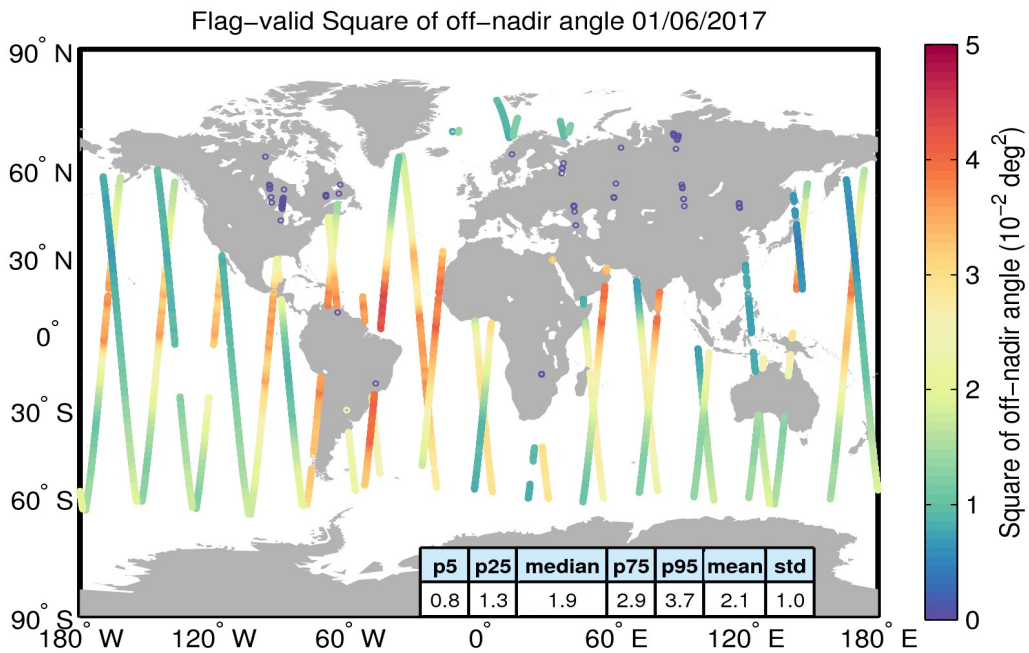 Flag−valid Square of off−nadir angle 01/06/2017
90° N
60° N
30° N
0°
30° S
60° S
90° S
180° W
120° W
60° W
0°
60° E
120° E
180° E
p5 p25 median p75 p95 mean std
0.8 1.3 1.9 2.9 3.7 2.1 1.0
5
4
3
2
1
0
Square of off−nadir angle (10⁻² deg²)